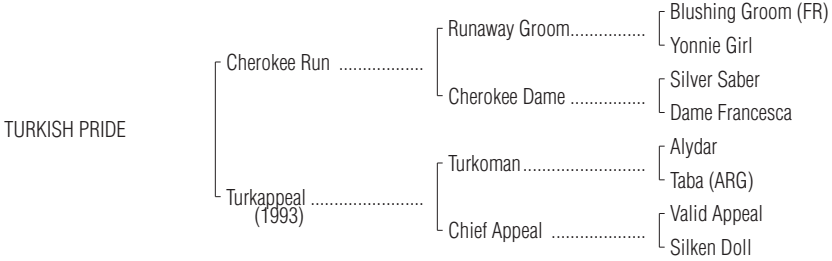 Blushing Groom (FR)
Runaway Groom................
Yonnie Girl
Cherokee Run ..................
Silver Saber
Cherokee Dame ................
Dame Francesca
TURKISH PRIDE
Alydar
Turkoman..........................
Taba (ARG)
Turkappeal ........................
(1993)
Valid Appeal
Chief Appeal ....................
Silken Doll